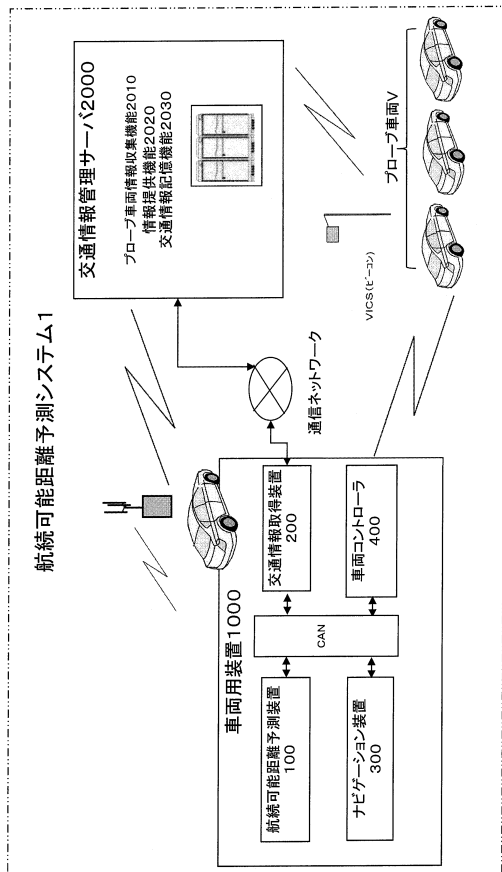 航続可能距離予測システム1
交通情報管理サーバ2000
プローブ車両情報収集機能2010
情報提供機能2020
交通情報記憶機能2030
プローブ車両V
VICS(ビーコン)
通信ネットワーク
車両用装置1000
航続可能距離予測装置
100
交通情報取得装置
200
CAN
ナビゲーション装置
300
車両コントローラ
400